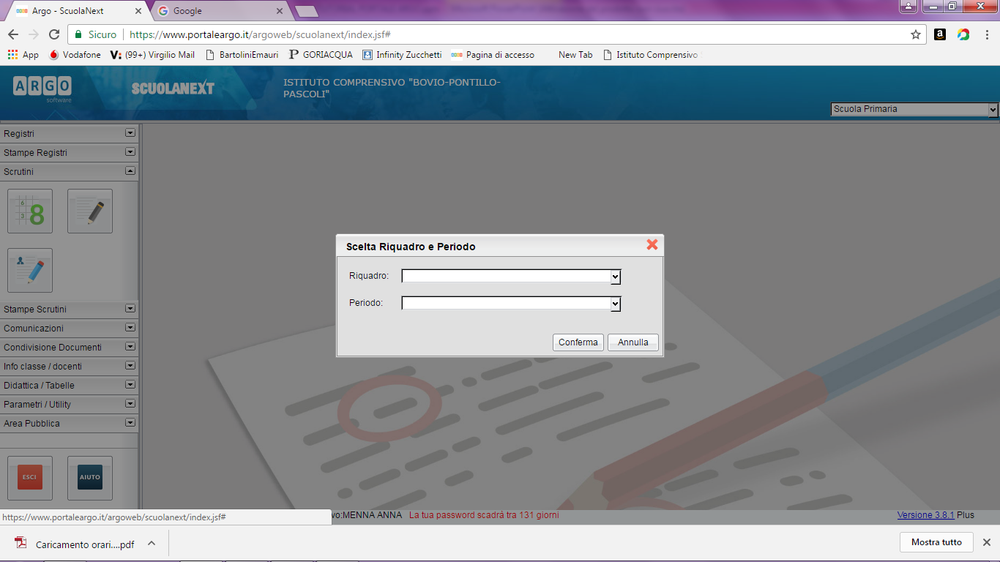 Argo - ScuolaNext
Google
Sicuro
https://www.portaleargo.it/argoweb/scuolanext/index.jsf#
App
Vodafone
V: (99+) Virgilio Mail
BartoliniEmauri
P GORIACQUA
Infinity Zucchetti
Pagina di accesso
New Tab
Istituto Comprensivo
ARGO
software
SCUOLANEXT
ISTITUTO COMPRENSIVO "BOVIO-PONTILLO-
PASCOLI"
Scuola Primaria
Registri
Stampe Registri
Scrutini
6
3
8
Scelta Riquadro e Periodo
Riquadro:
Periodo:
Conferma
Annulla
Stampe Scrutini
Comunicazioni
Condivisione Documenti
Info classe / docenti
Didattica / Tabelle
Parametri / Utility
Area Pubblica
ESCI
AIUTO
https://www.portaleargo.it/argoweb/scuolanext/index.jsf#
vo:MENNA ANNA La tua password scadrà tra 131 giorni
Versione 3.8.1 Plus
Caricamento orari....pdf
Mostra tutto